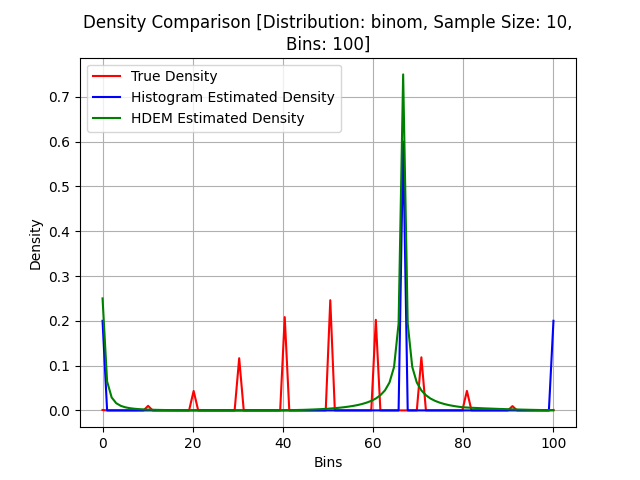 Density Comparison [Distribution: binom, Sample Size: 10,
Bins: 100]
True Density
Histogram Estimated Density
HDEM Estimated Density
Density
0.7
0.6
0.5
0.4
0.3
0.2
0.1
0.0
0 20 40 60 80 100
Bins